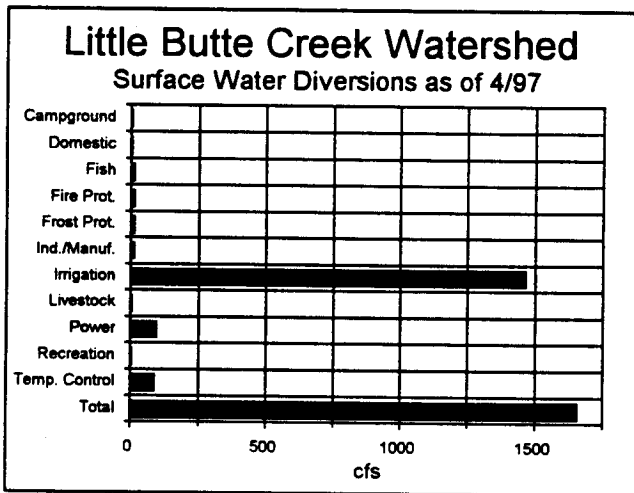 Little Butte Creek Watershed
Surface Water Diversions as of 4/97
Campground
Domestic
Fish
Fire Prot.
Frost Prot.
Ind./Manuf.
Irrigation
Livestock
Power
Recreation
Temp. Control
Total
0 500 1000 1500
cfs